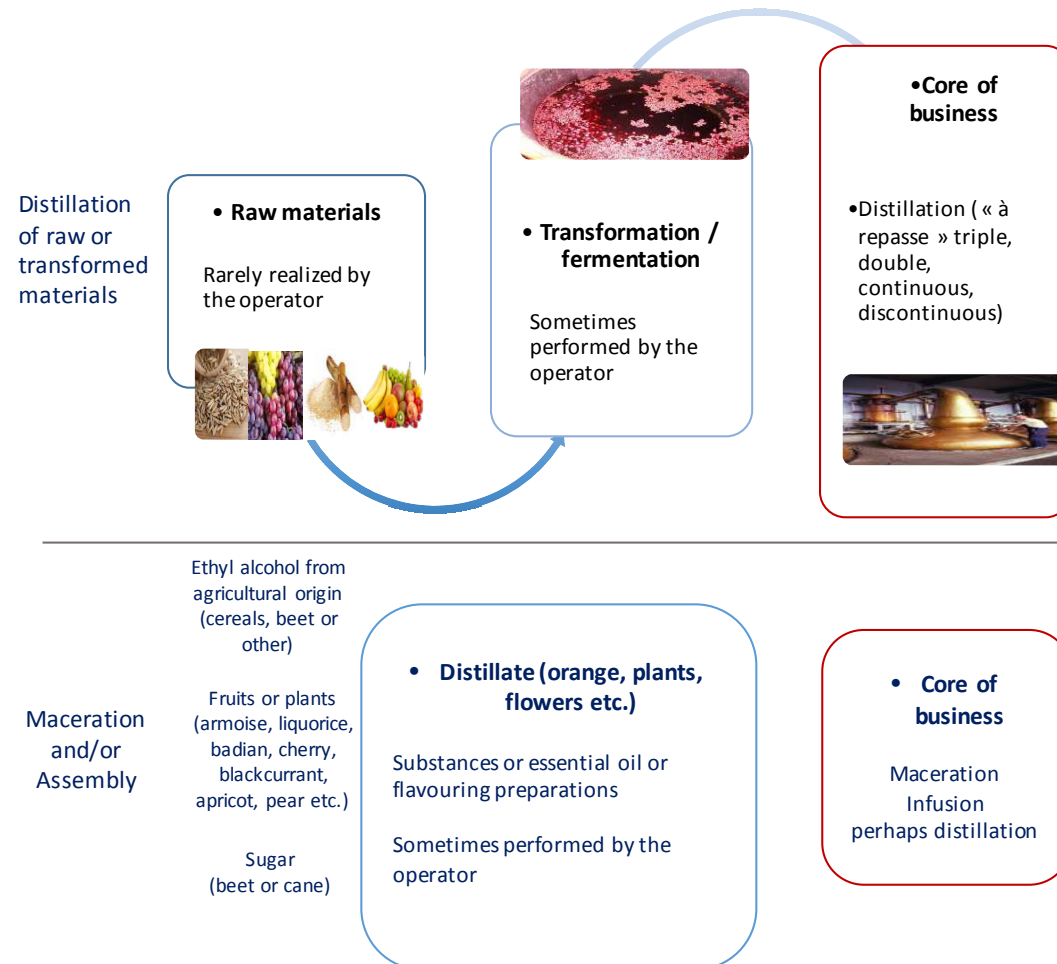 Distillation
of raw or
transformed
materials
• Raw materials
Rarely realized by
the operator
• Transformation /
fermentation
Sometimes
performed by the
operator
•Core of
business
•Distillation ( « à
repasse » triple,
double,
continuous,
discontinuous)
Maceration
and/or
Assembly
Ethyl alcohol from
agricultural origin
(cereals, beet or
other)
Fruits or plants
(armoise, liquorice,
badian, cherry,
blackcurrant,
apricot, pear etc.)
Sugar
(beet or cane)
• Distillate (orange, plants,
flowers etc.)
Substances or essential oil or
flavouring preparations
Sometimes performed by the
operator
• Core of
business
Maceration
Infusion
perhaps distillation